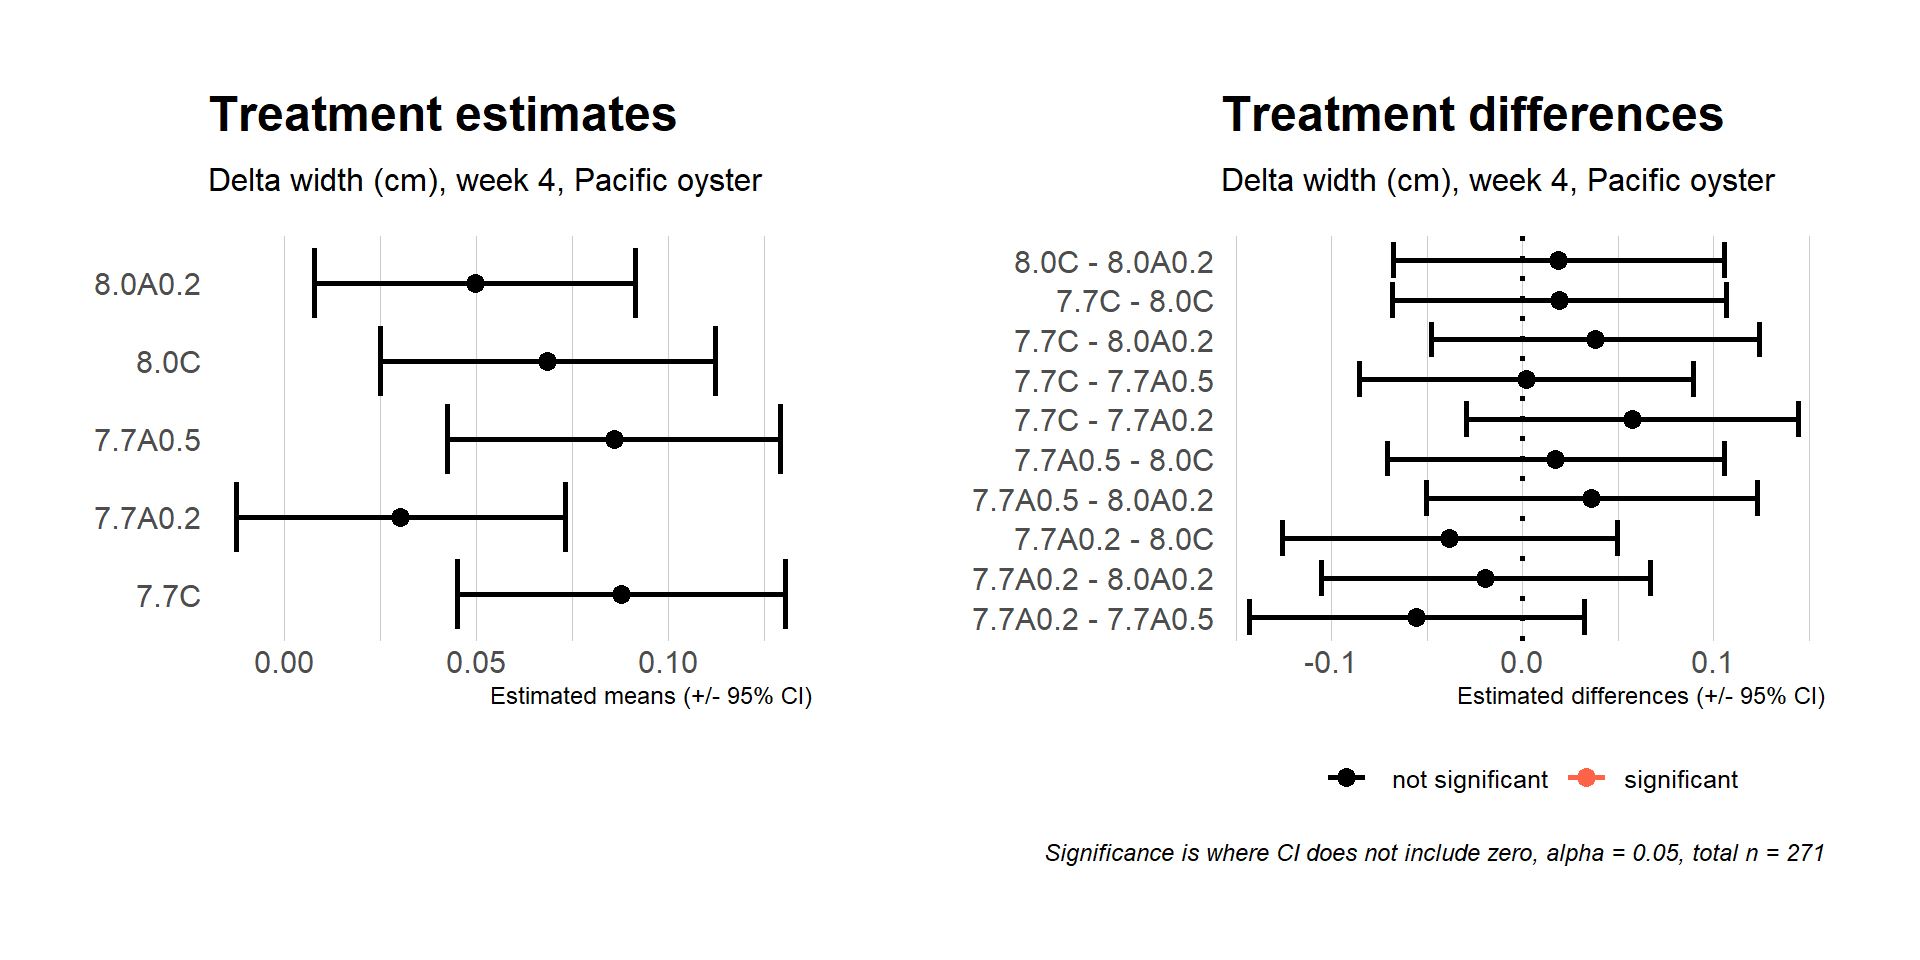 Treatment estimates
Delta width (cm), week 4, Pacific oyster
8.0A0.2
8.0C
7.7A0.5
7.7A0.2
7.7C
0.00 0.05 0.10
Estimated means (+/- 95% CI)
Treatment differences
Delta width (cm), week 4, Pacific oyster
8.0C - 8.0A0.2
7.7C - 8.0C
7.7C - 8.0A0.2
7.7C - 7.7A0.5
7.7C - 7.7A0.2
7.7A0.5 - 8.0C
7.7A0.5 - 8.0A0.2
7.7A0.2 - 8.0C
7.7A0.2 - 8.0A0.2
7.7A0.2 - 7.7A0.5
-0.1 0.0 0.1
Estimated differences (+/- 95% CI)
not significant significant
Significance is where CI does not include zero, alpha = 0.05, total n = 271